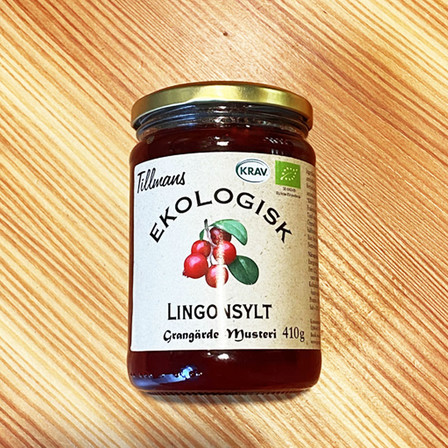 Tillmans
KRAV
EKOLOGISK
LINGONSYLT
Grangärde Musteri 410g